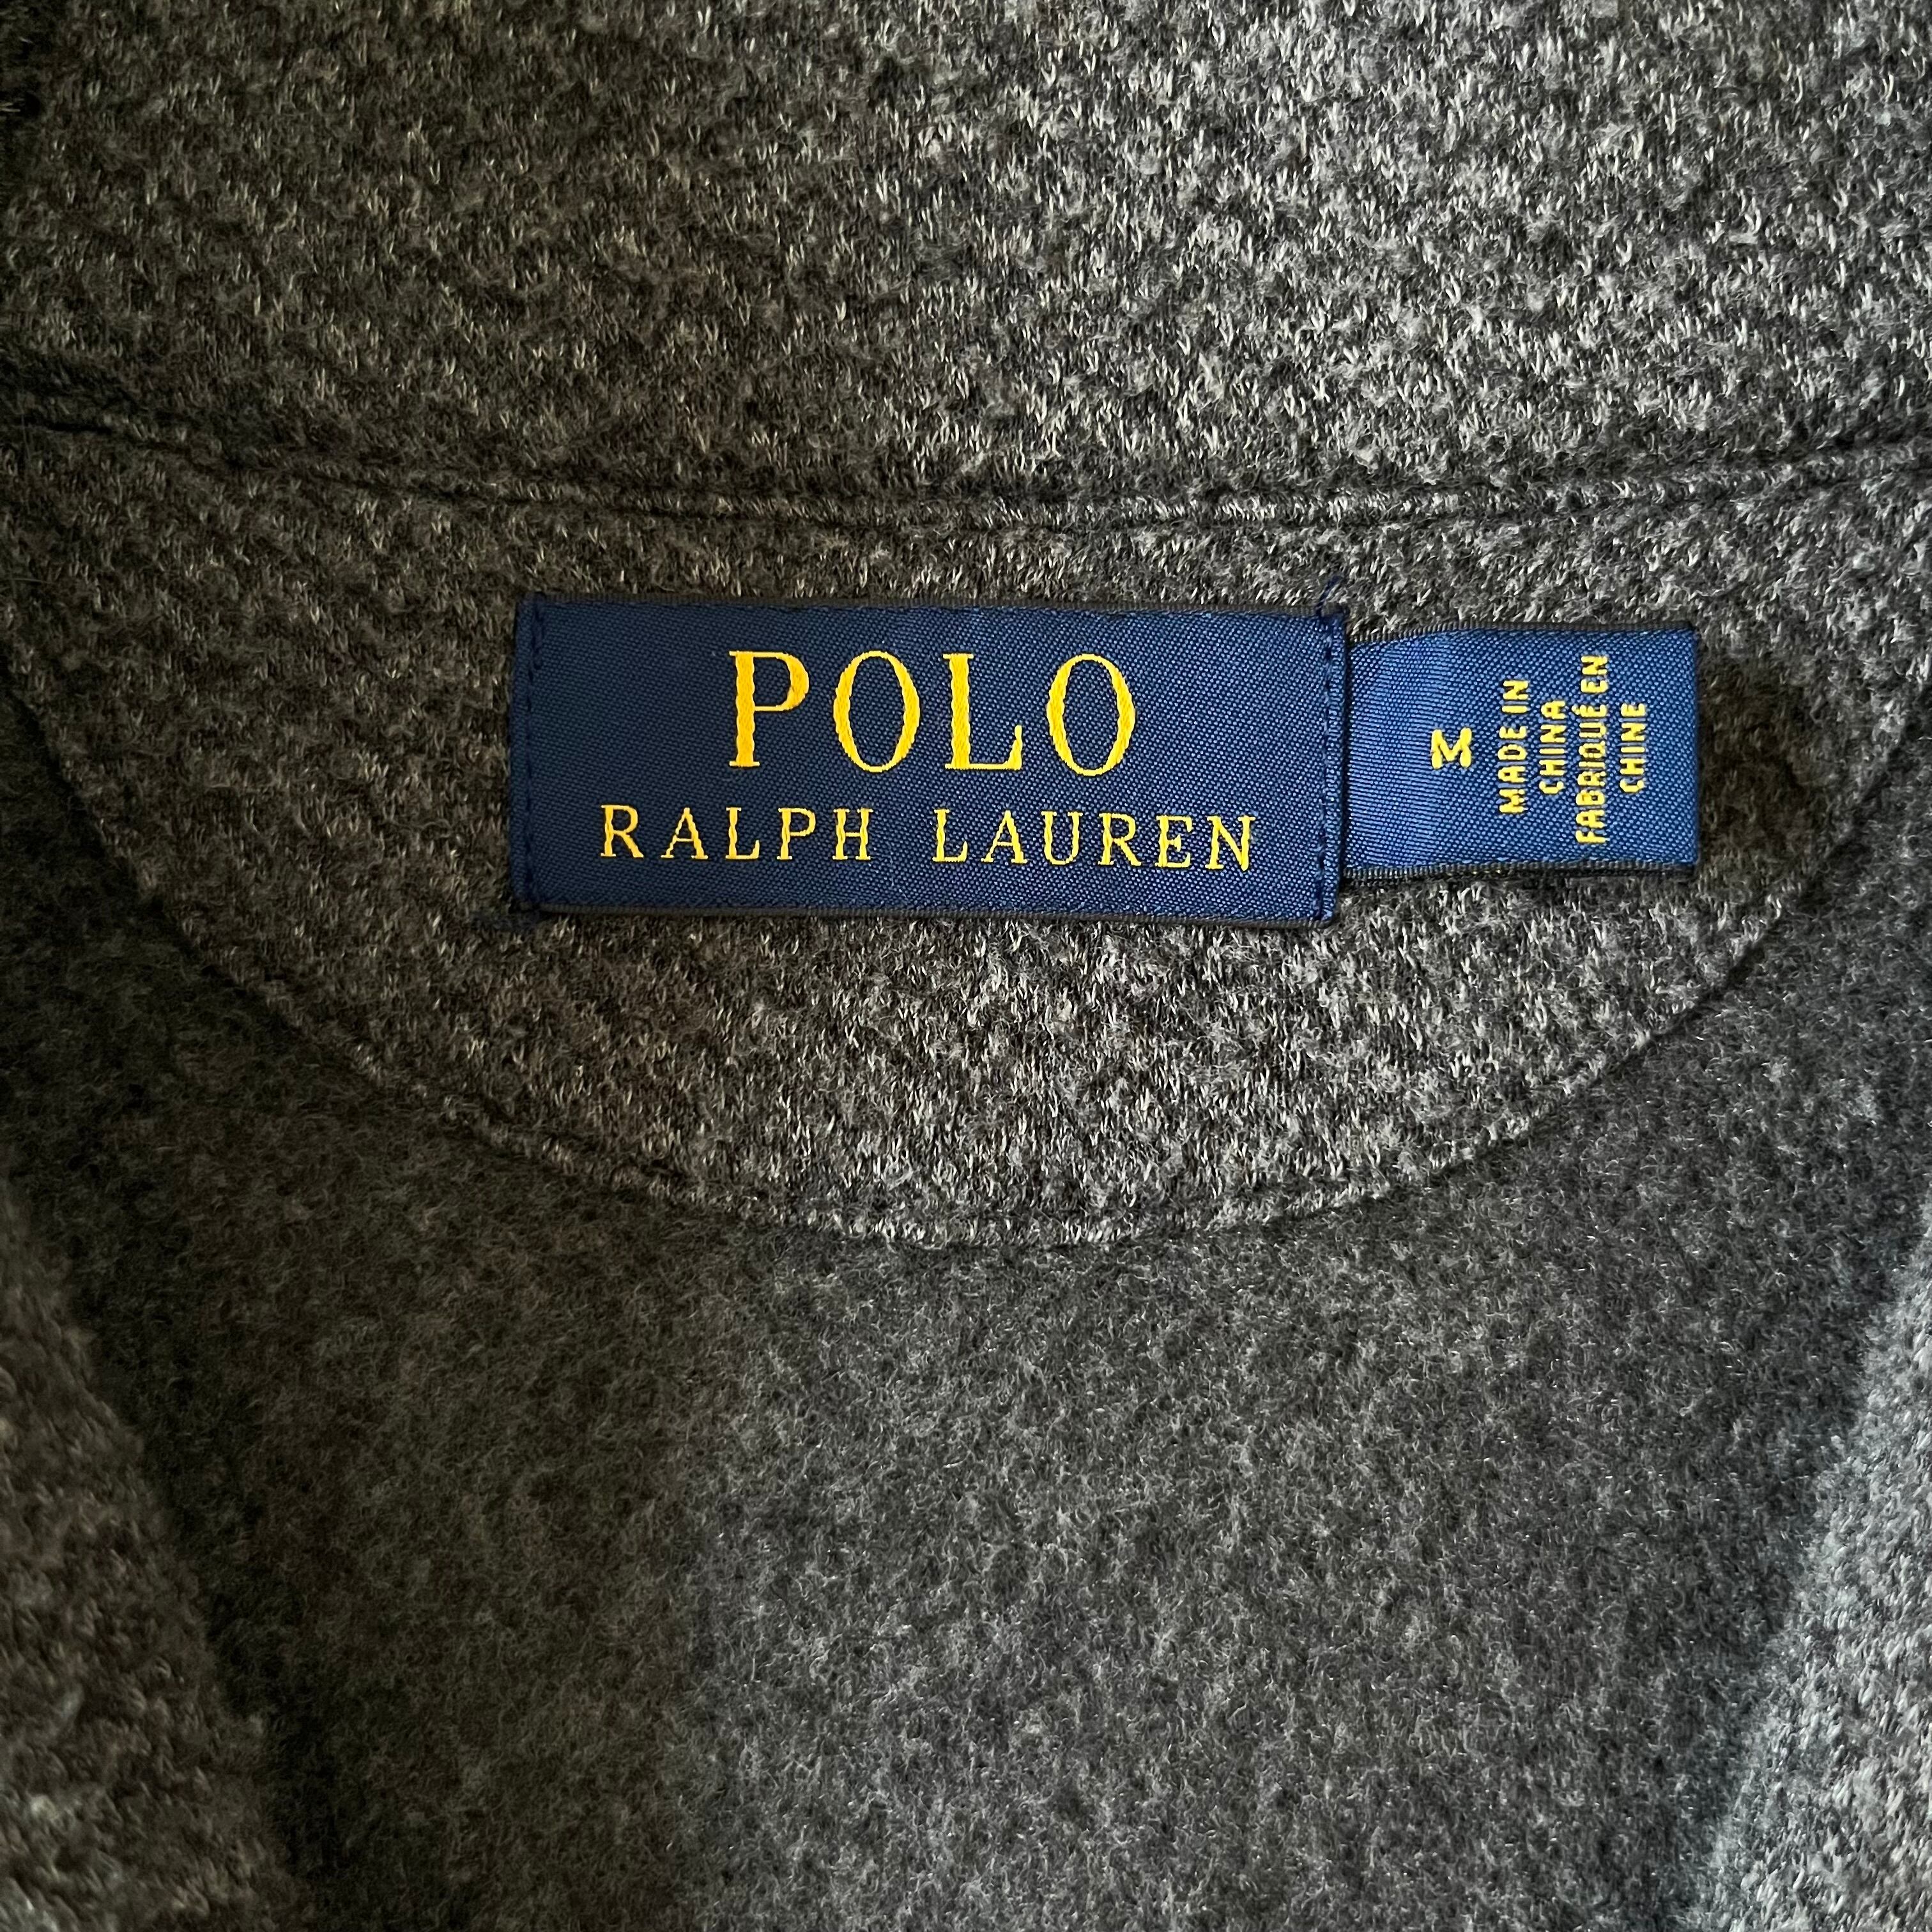 POLO
RALPH LAUREN
M
MADE IN
CHINA
FABRIQUÉ EN
CHINE